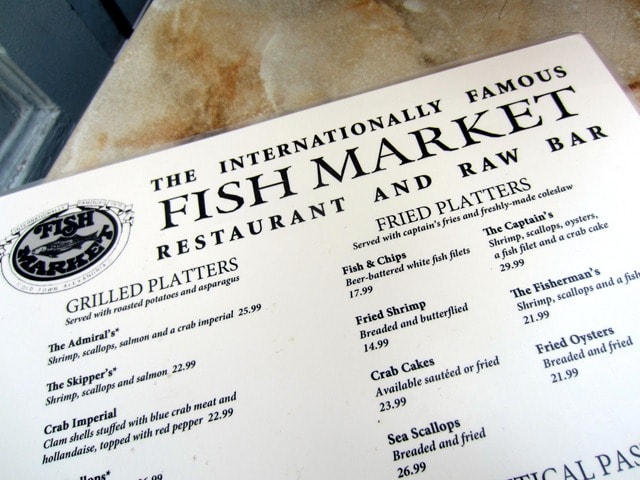 THE INTERNATIONALLY FAMOUS
FISH MARKET
RESTAURANT AND RAW BAR
INTERNATIONALLY FAMOUS
FISH
MARKET
OLD TOWN, ALEXANDRIA
GRILLED PLATTERS
Served with roasted potatoes and asparagus
The Admiral's*
Shrimp, scallops, salmon and a crab imperial 25.99
The Skipper's*
Shrimp, scallops and salmon 22.99
Crab Imperial
Clam shells stuffed with blue crab meat and
hollandaise, topped with red pepper 22.99
FRIED PLATTERS
Served with captain's fries and freshly-made coleslaw
Fish & Chips
Beer-battered white fish filets
17.99
Fried Shrimp
Breaded and butterflied
14.99
Crab Cakes
Available sautéed or fried
23.99
Sea Scallops
Breaded and fried
26.99
The Captain's
Shrimp, scallops, oysters,
a fish filet and a crab cake
29.99
The Fisherman's
Shrimp, scallops and a fish
21.99
Fried Oysters
Breaded and fried
21.99